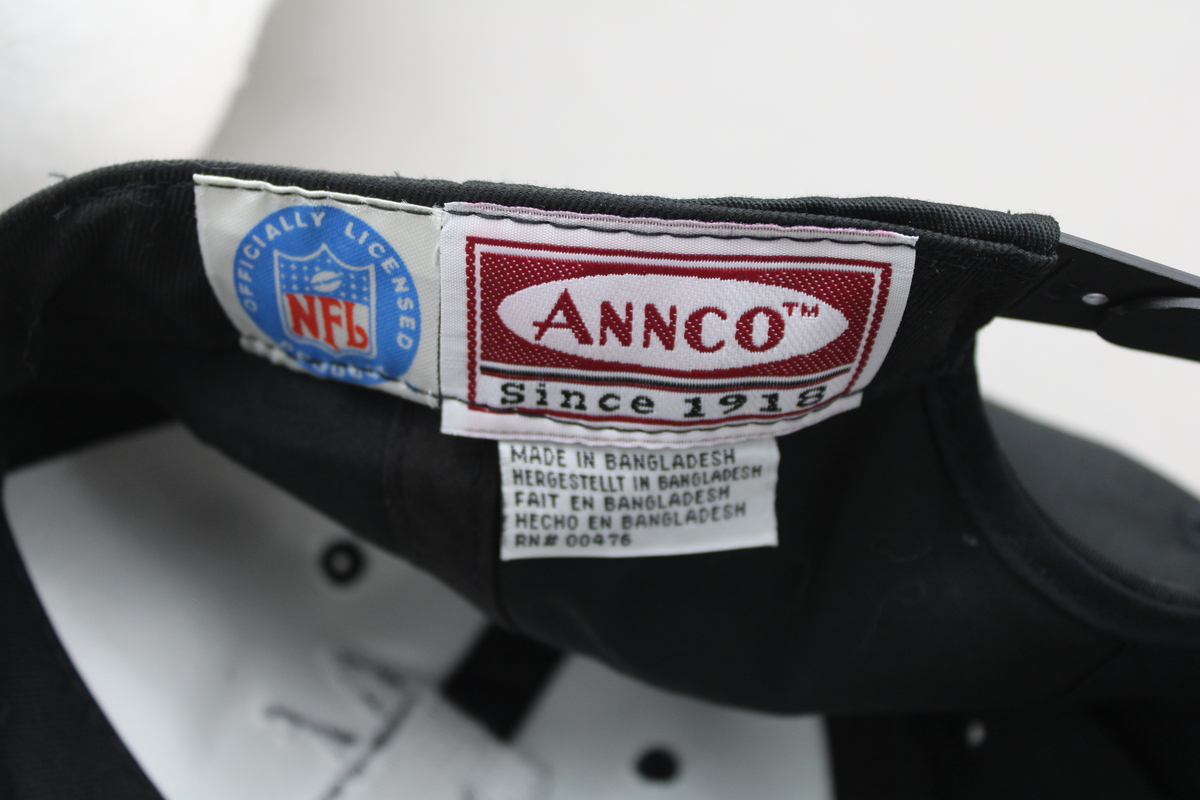 OFFICIALLY LICENSED
NFL
ANNCO™
Since 1918
MADE IN BANGLADESH
HERGESTELLT IN BANGLADESH
FAIT EN BANGLADESH
HECHO EN BANGLADESH
RN# 00476